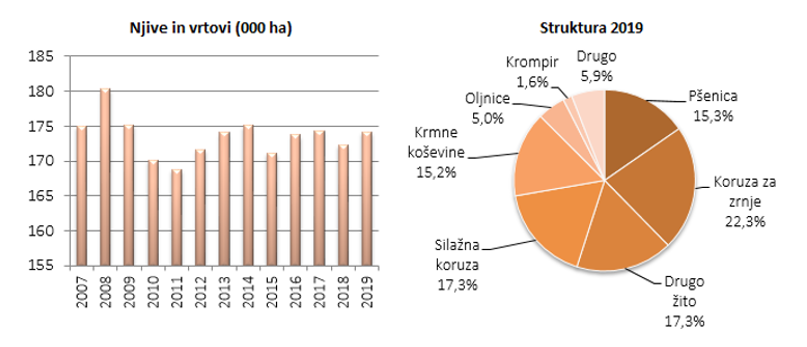 Njive in vrtovi (000 ha)
185
180
175
170
165
160
155
2007
2008
2009
2010
2011
2012
2013
2014
2015
2016
2017
2018
2019
Struktura 2019
Pšenica
15,3%
Koruza za
zrnje
22,3%
Drugo
žito
17,3%
Silažna
koruza
17,3%
Krmne
koševine
15,2%
Oljnice
5,0%
Krompir
1,6%
Drugo
5,9%